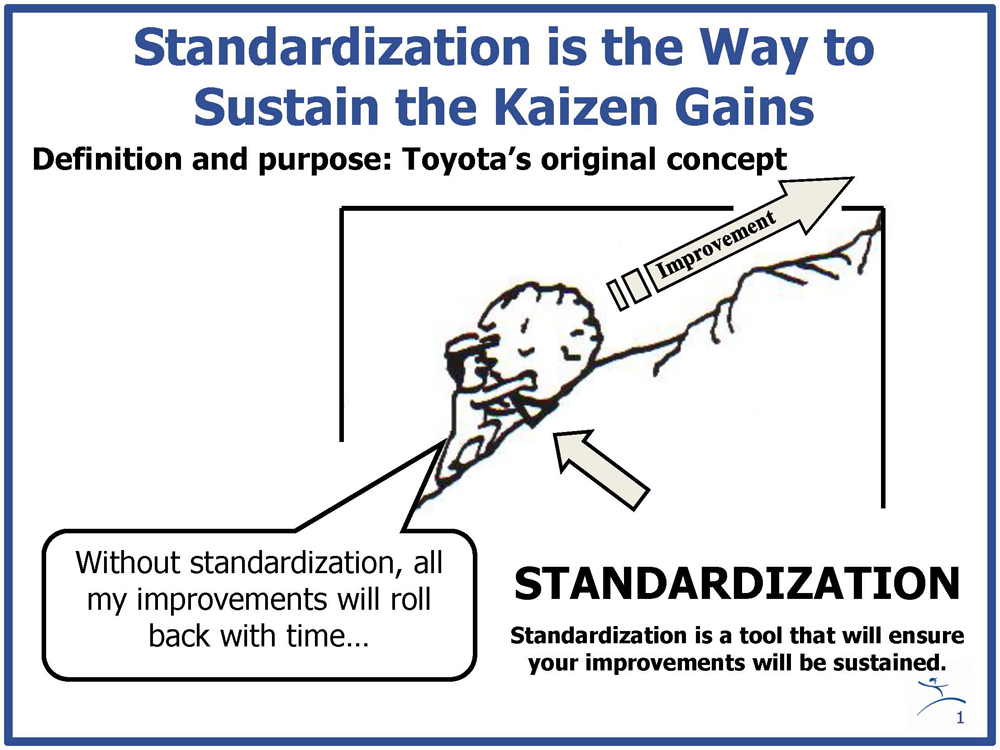 Standardization is the Way to
Sustain the Kaizen Gains
Definition and purpose: Toyota’s original concept
Improvement
Without standardization, all
my improvements will roll
back with time…
STANDARDIZATION
Standardization is a tool that will ensure
your improvements will be sustained.
1